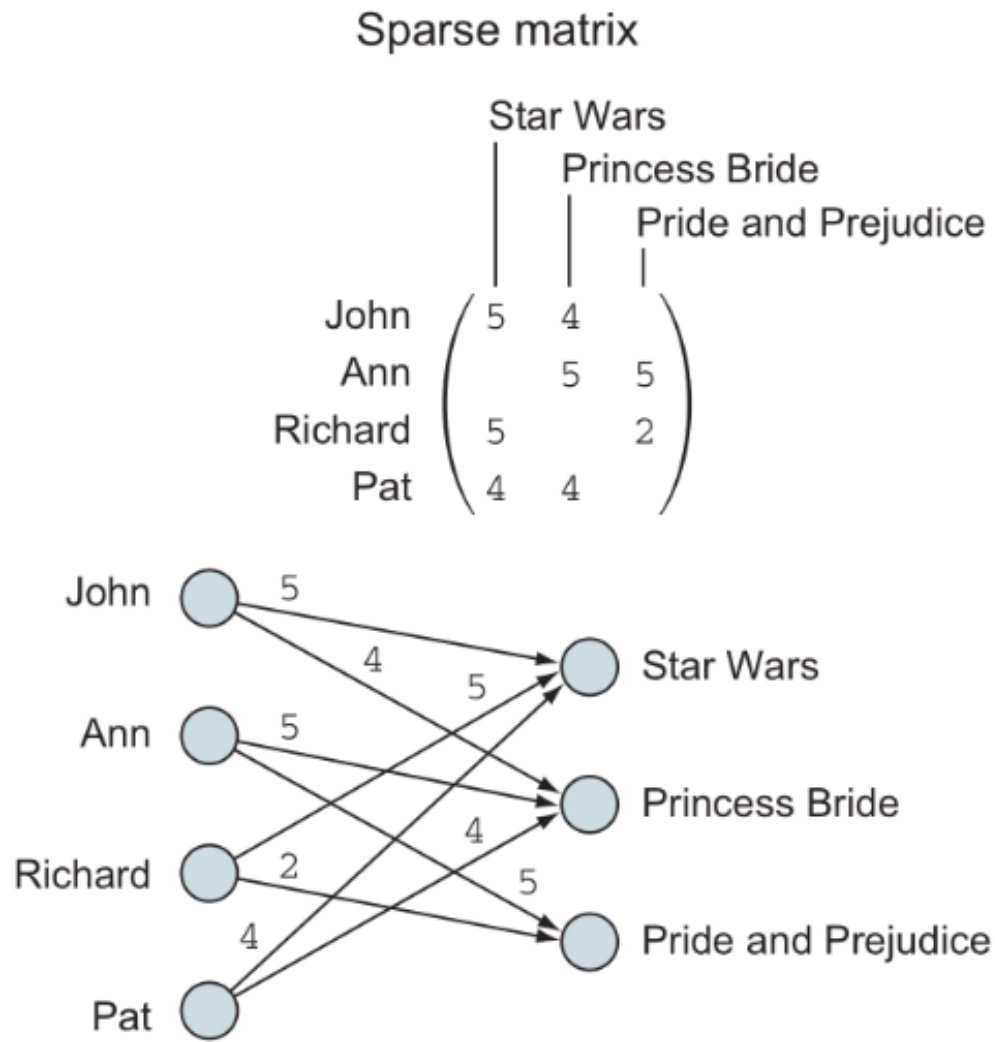 Sparse matrix
Star Wars
Princess Bride
Pride and Prejudice
John 5 4
Ann 5 5
Richard 5 2
Pat 4 4
John 5
4 Star Wars
5
Ann 5
Princess Bride
4
Richard 2
5
4 Pride and Prejudice
Pat